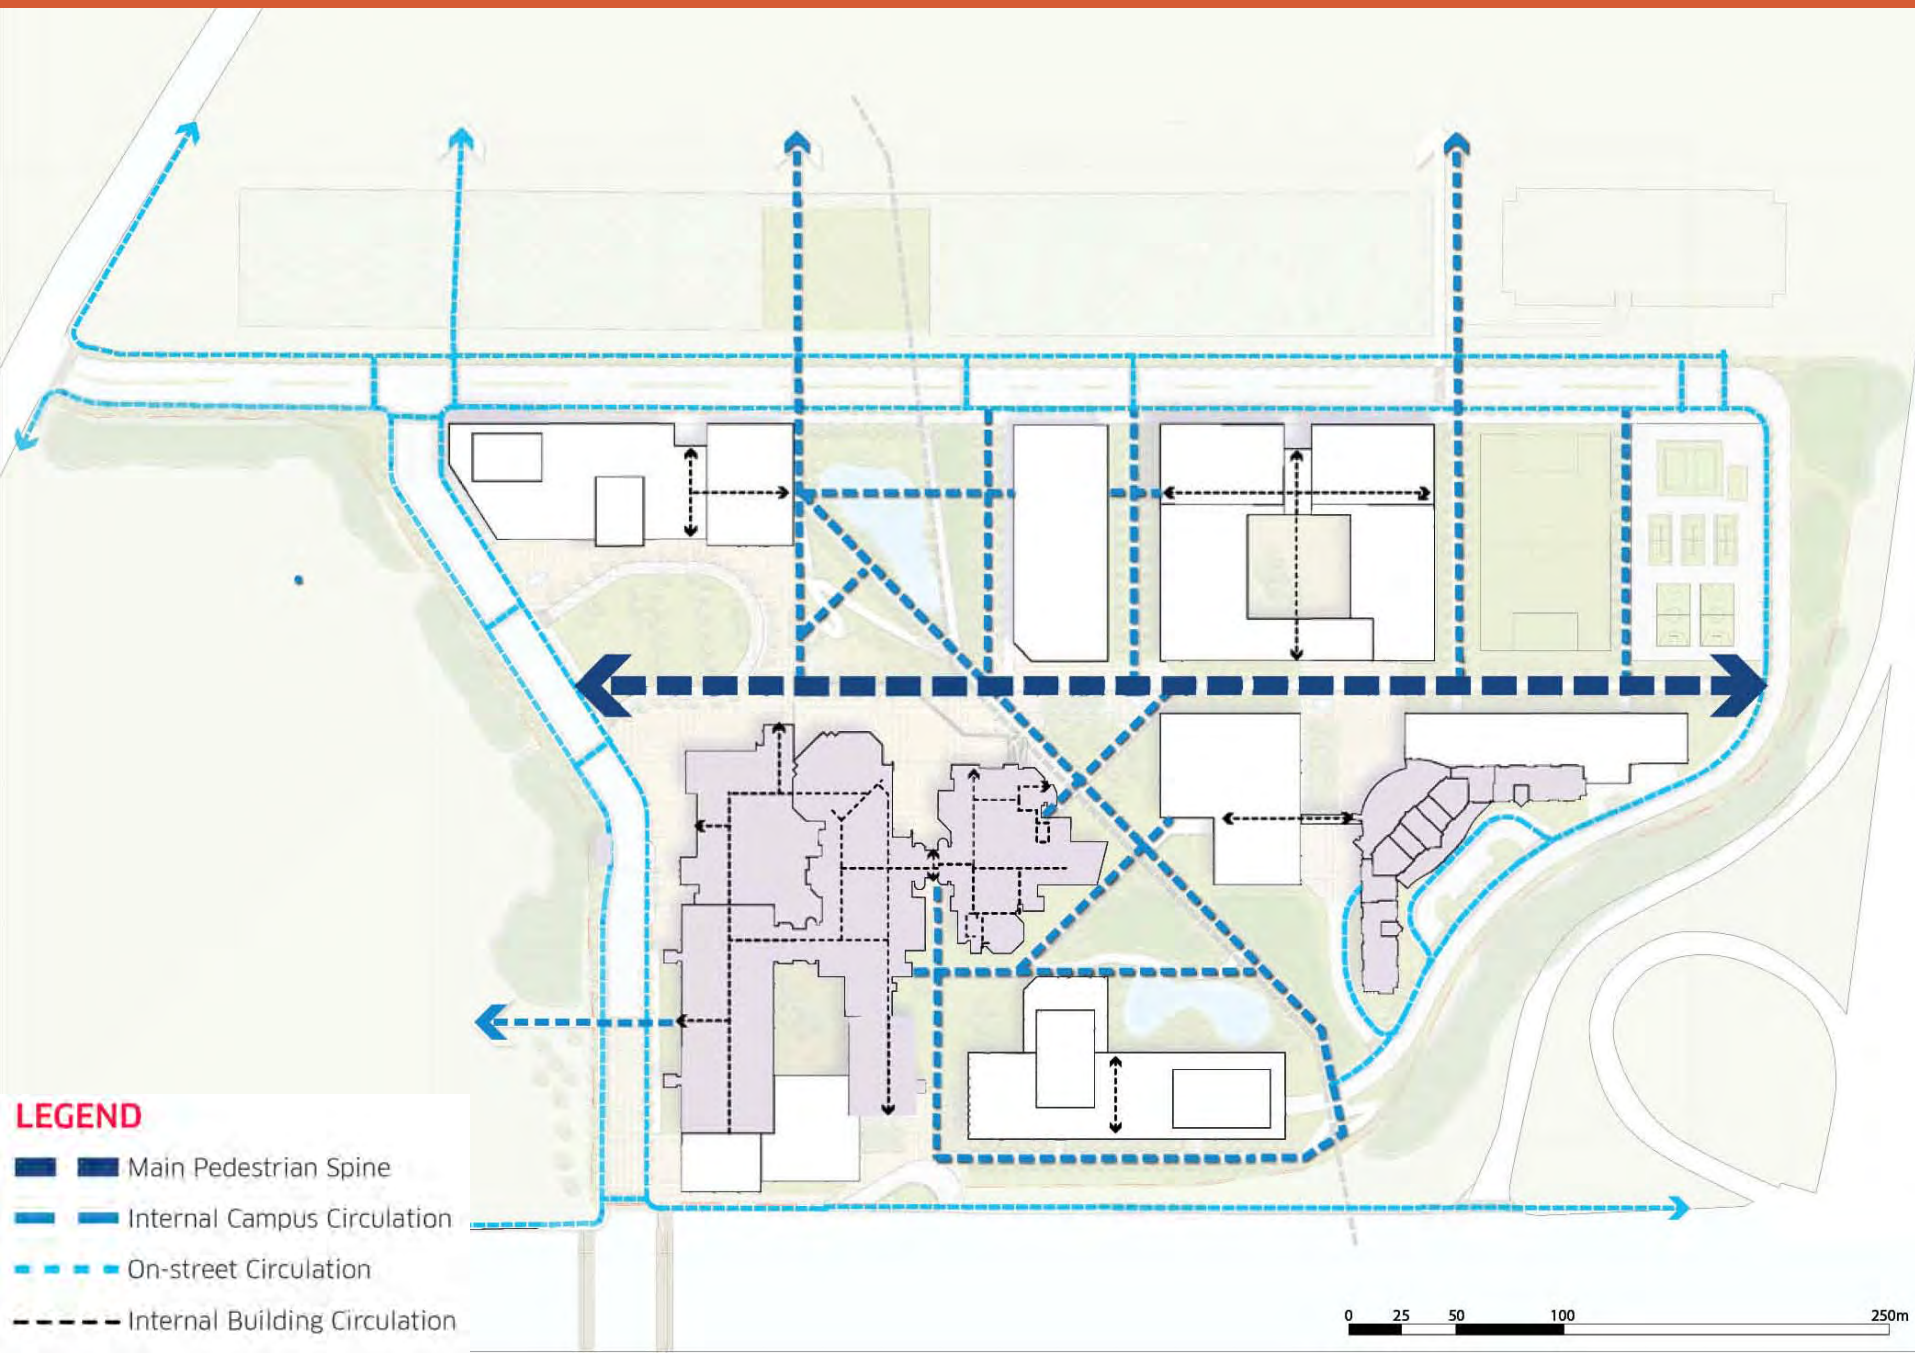 LEGEND
Main Pedestrian Spine
Internal Campus Circulation
On-street Circulation
Internal Building Circulation
0 25 50 100 250m